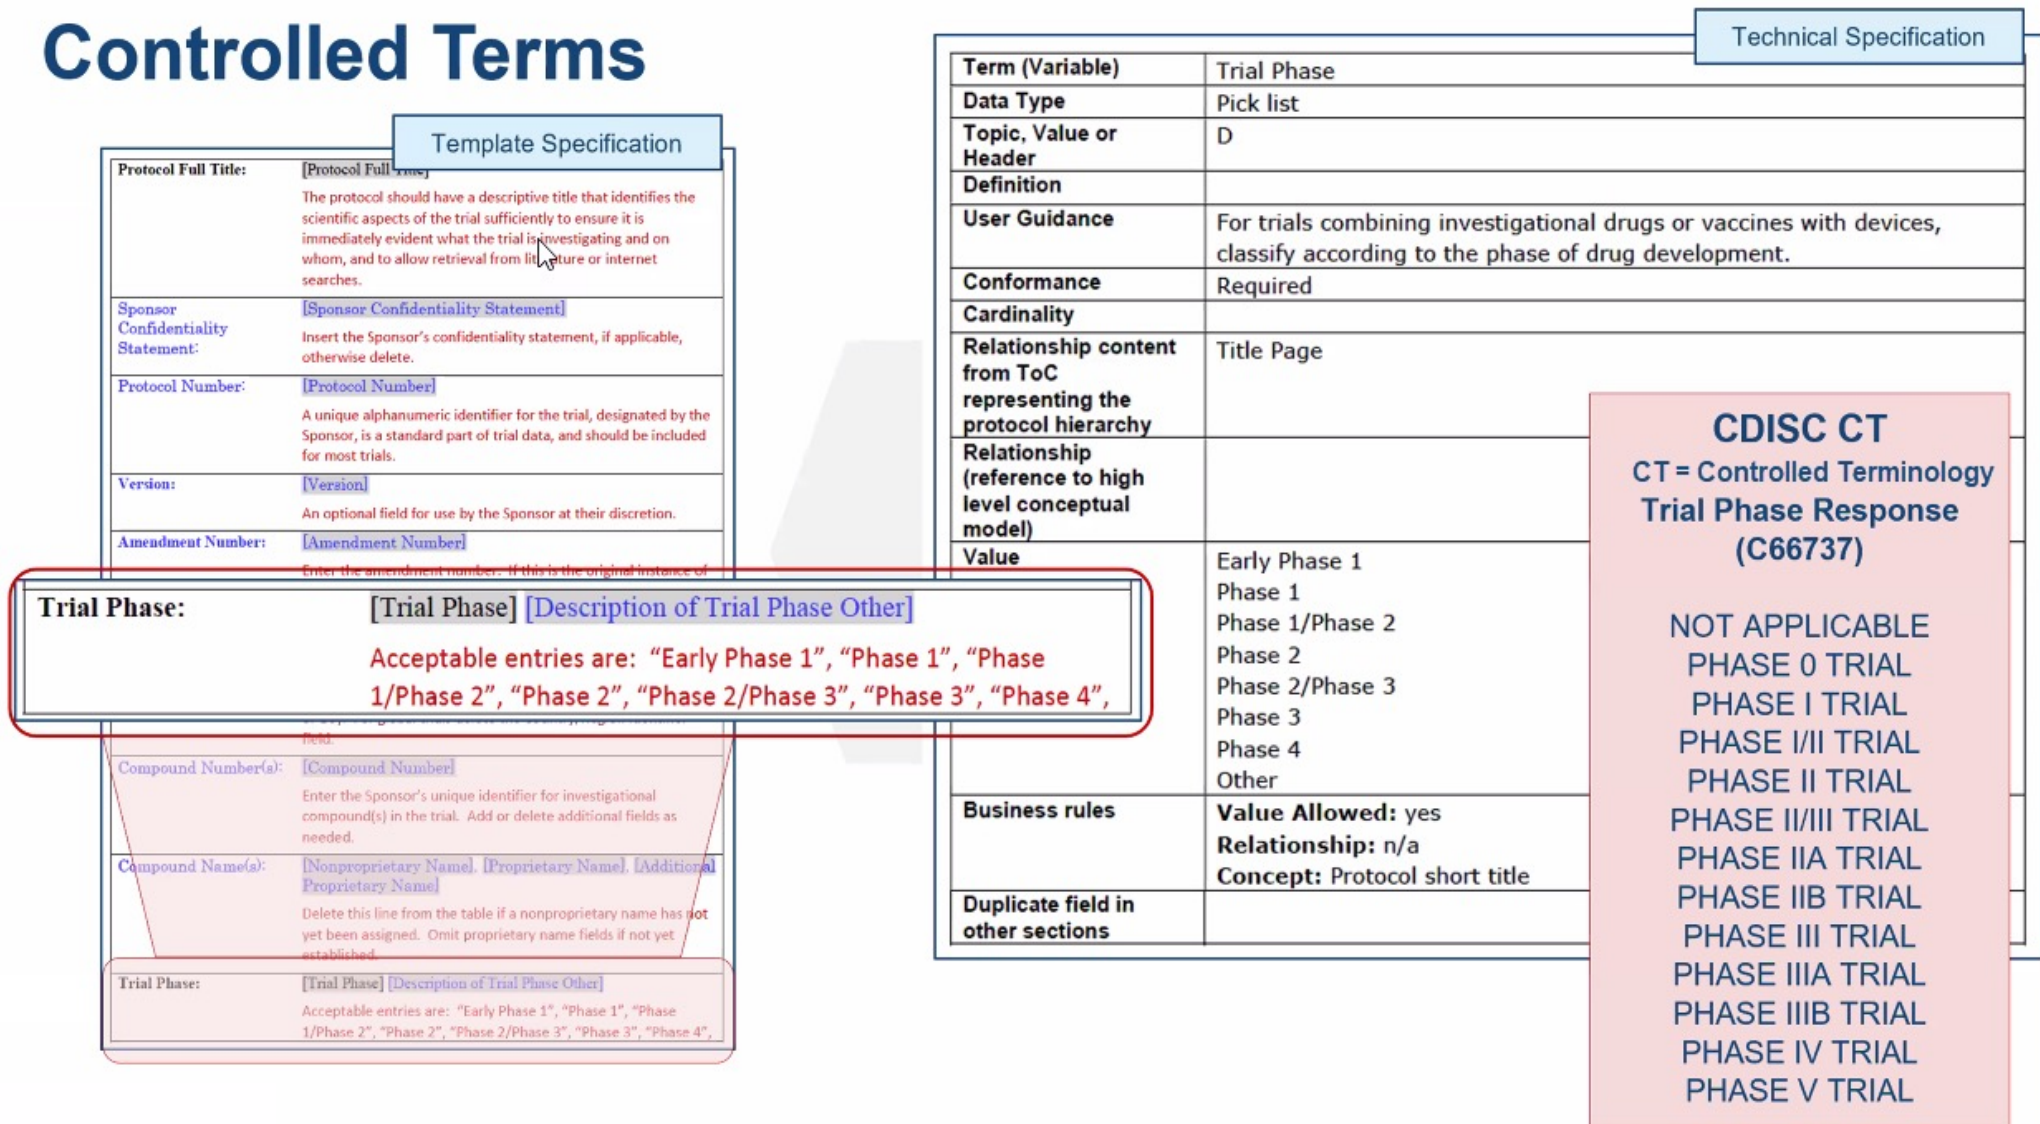 Controlled Terms
Template Specification
Protocol Full Title:
[Protocol Full
The protocol should have a descriptive title that identifies the
scientific aspects of the trial sufficiently to ensure it is
immediately evident what the trial is investigating and on
whom, and to allow retrieval from literature or internet
searches.
Sponsor
Confidentiality
Statement:
[Sponsor Confidentiality Statement]
Insert the Sponsor's confidentiality statement, if applicable,
otherwise delete.
Protocol Number:
[Protocol Number]
A unique alphanumeric identifier for the trial, designated by the
Sponsor, is a standard part of trial data, and should be included
for most trials.
Version:
[Version]
An optional field for use by the Sponsor at their discretion.
Amendment Number:
[Amendment Number]
Enter the amendment number. If this is the original instance of
Trial Phase:
[Trial Phase] [Description of Trial Phase Other]
Acceptable entries are: “Early Phase 1”, “Phase 1”, “Phase
1/Phase 2”, “Phase 2”, “Phase 2/Phase 3”, “Phase 3”, “Phase 4”,
field.
Compound Number(s):
[Compound Number]
Enter the Sponsor's unique identifier for investigational
compound(s) in the trial. Add or delete additional fields as
needed.
Compound Name(s):
[Nonproprietary Name]. [Proprietary Name]. [Additional
Proprietary Name]
Delete this line from the table if a nonproprietary name has not
yet been assigned. Omit proprietary name fields if not yet
established.
Trial Phase:
[Trial Phase] [Description of Trial Phase Other]
Acceptable entries are: “Early Phase 1”, “Phase 1”, “Phase
1/Phase 2”, “Phase 2”, “Phase 2/Phase 3”, “Phase 3”, “Phase 4”,
Technical Specification
Term (Variable)
Trial Phase
Data Type
Pick list
Topic, Value or
Header
D
Definition
User Guidance
For trials combining investigational drugs or vaccines with devices,
classify according to the phase of drug development.
Conformance
Required
Cardinality
Relationship content
from ToC
representing the
protocol hierarchy
Title Page
Relationship
(reference to high
level conceptual
model)
Value
Early Phase 1
Phase 1
Phase 1/Phase 2
Phase 2
Phase 2/Phase 3
Phase 3
Phase 4
Other
Business rules
Value Allowed: yes
Relationship: n/a
Concept: Protocol short title
Duplicate field in
other sections
CDISC CT
CT = Controlled Terminology
Trial Phase Response
(C66737)
NOT APPLICABLE
PHASE 0 TRIAL
PHASE I TRIAL
PHASE I/II TRIAL
PHASE II TRIAL
PHASE II/III TRIAL
PHASE IIA TRIAL
PHASE IIB TRIAL
PHASE III TRIAL
PHASE IIIA TRIAL
PHASE IIIB TRIAL
PHASE IV TRIAL
PHASE V TRIAL